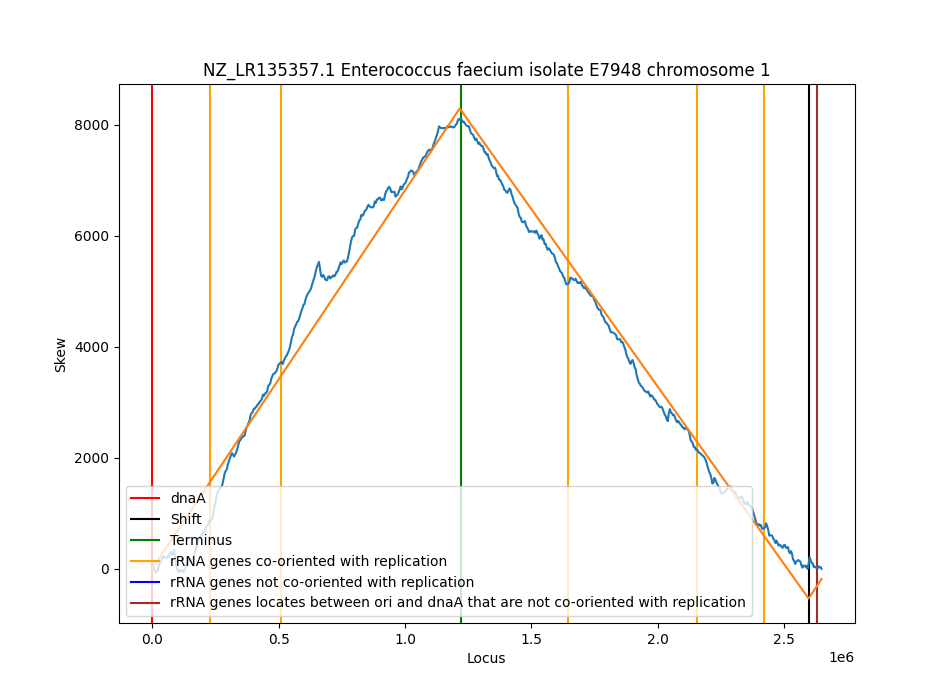 NZ_LR135357.1 Enterococcus faecium isolate E7948 chromosome 1
8000
6000
4000
2000
0
Skew
dnaA
Shift
Terminus
rRNA genes co-oriented with replication
rRNA genes not co-oriented with replication
rRNA genes locates between ori and dnaA that are not co-oriented with replication
0.0 0.5 1.0 1.5 2.0 2.5
Locus
1e6